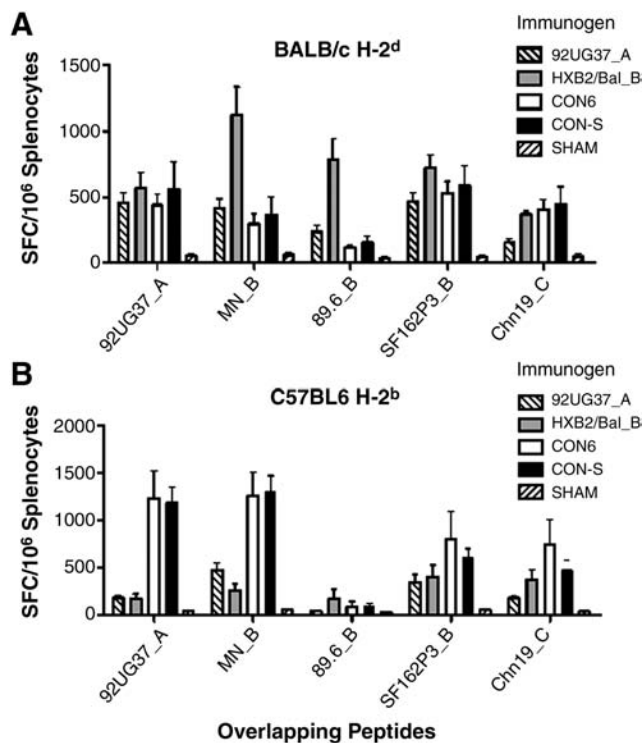 A
BALB/c H-2ᵈ
Immunogen
92UG37_A
HXB2/Bal_B
CON6
CON-S
SHAM
SFC/10⁶ Splenocytes
1500
1000
500
0
92UG37_A
MN_B
89.6_B
SF162P3_B
Chn19_C
B
C57BL6 H-2ᵇ
Immunogen
92UG37_A
HXB2/Bal_B
CON6
CON-S
SHAM
SFC/10⁶ Splenocytes
2000
1500
1000
500
0
92UG37_A
MN_B
89.6_B
SF162P3_B
Chn19_C
Overlapping Peptides